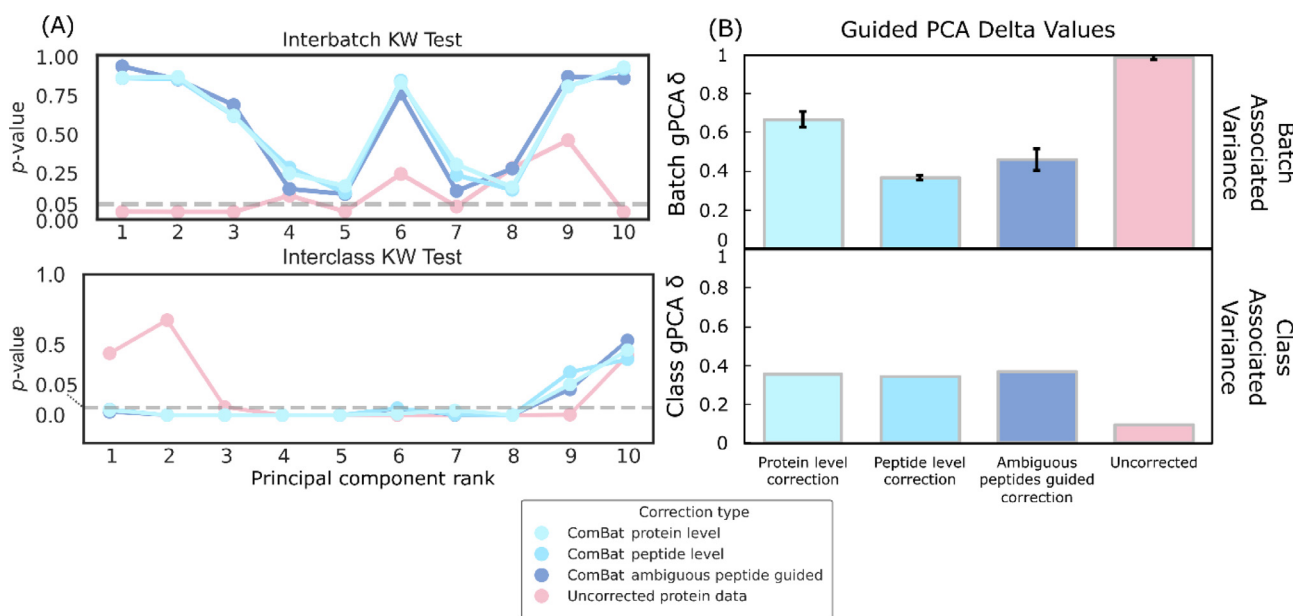 (A)
Interbatch KW Test
p-value
1.00
0.75
0.50
0.25
0.05
0.00
1 2 3 4 5 6 7 8 9 10
Interclass KW Test
p-value
1.0
0.5
0.05
0.0
1 2 3 4 5 6 7 8 9 10
Principal component rank
(B)
Guided PCA Delta Values
Batch gPCA δ
1
0.8
0.6
0.4
0.2
0
Batch
Associated
Variance
Class gPCA δ
1
0.8
0.6
0.4
0.2
0
Class
Associated
Variance
Protein level
correction
Peptide level
correction
Ambiguous
peptides guided
correction
Uncorrected
Correction type
ComBat protein level
ComBat peptide level
ComBat ambiguous peptide guided
Uncorrected protein data